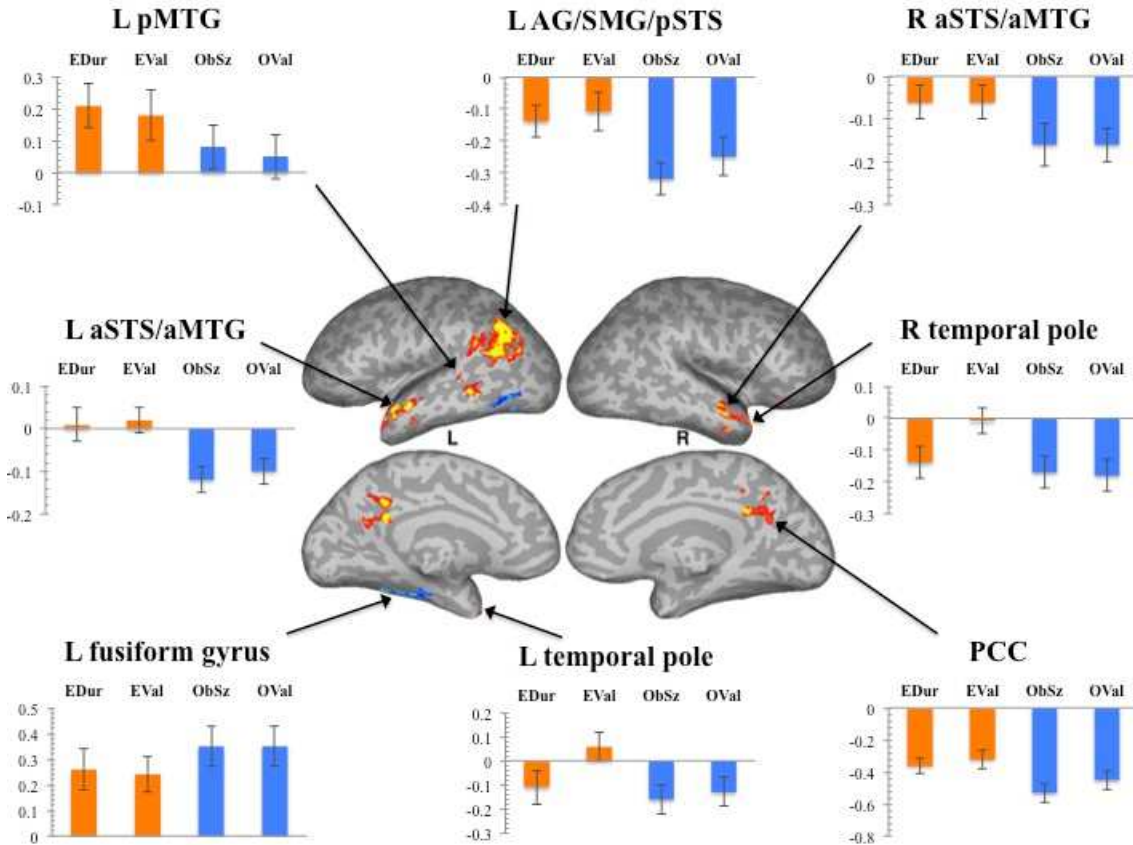 L pMTG
EDur EVal ObSz OVal
0.3
0.2
0.1
0
-0.1
L AG/SMG/pSTS
EDur EVal ObSz OVal
0
-0.1
-0.2
-0.3
-0.4
R aSTS/aMTG
EDur EVal ObSz OVal
0
-0.1
-0.2
-0.3
L aSTS/aMTG
EDur EVal ObSz OVal
0.1
0
-0.1
-0.2
L
R
R temporal pole
EDur EVal ObSz OVal
0.1
0
-0.1
-0.2
-0.3
L fusiform gyrus
EDur EVal ObSz OVal
0.5
0.4
0.3
0.2
0.1
0
L temporal pole
EDur EVal ObSz OVal
0.2
0.1
0
-0.1
-0.2
-0.3
PCC
EDur EVal ObSz OVal
0
-0.2
-0.4
-0.6
-0.8